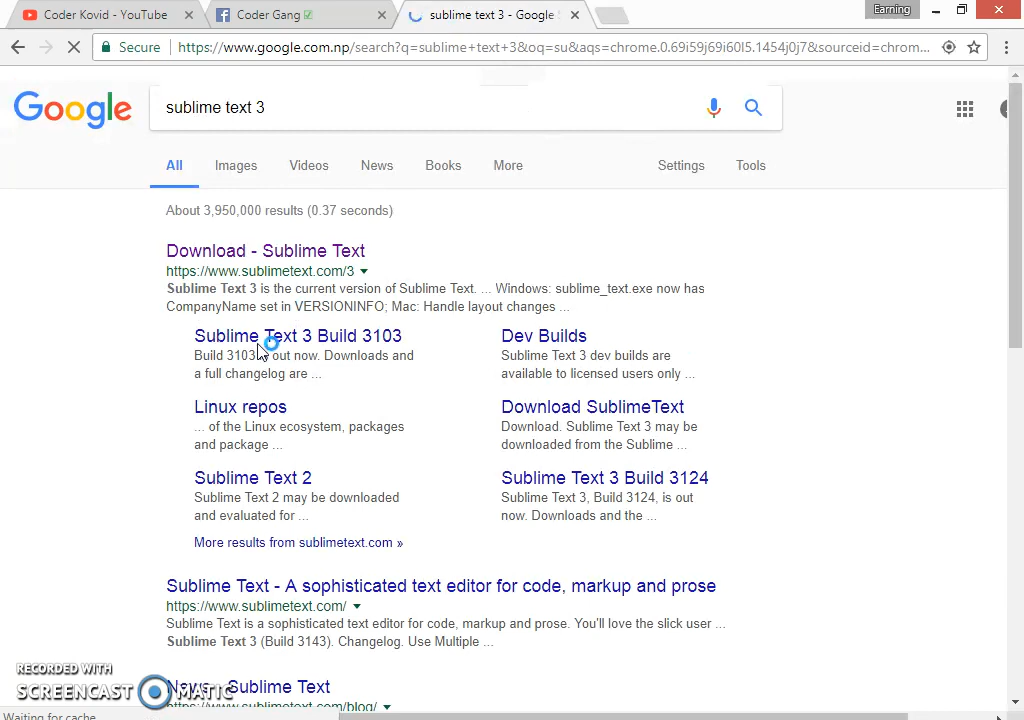 Coder Kovid - YouTube
Coder Gang
sublime text 3 - Google
Earning
Secure
https://www.google.com.np/search?q=sublime+text+3&oq=su&aqs=chrome.0.69i59j69i60l5.1454j0j7&sourceid=chrom...
Google
sublime text 3
All Images Videos News Books More Settings Tools
About 3,950,000 results (0.37 seconds)
Download - Sublime Text
https://www.sublimetext.com/3
Sublime Text 3 is the current version of Sublime Text. ... Windows: sublime_text.exe now has
CompanyName set in VERSIONINFO; Mac: Handle layout changes ...
Sublime Text 3 Build 3103
Build 3103 out now. Downloads and
a full changelog are ...
Dev Builds
Sublime Text 3 dev builds are
available to licensed users only ...
Linux repos
... of the Linux ecosystem, packages
and package ...
Download SublimeText
Download. Sublime Text 3 may be
downloaded from the Sublime ...
Sublime Text 2
Sublime Text 2 may be downloaded
and evaluated for ...
Sublime Text 3 Build 3124
Sublime Text 3, Build 3124, is out
now. Downloads and the ...
More results from sublimetext.com »
Sublime Text - A sophisticated text editor for code, markup and prose
https://www.sublimetext.com/
Sublime Text is a sophisticated text editor for code, markup and prose. You'll love the slick user ...
Sublime Text 3 (Build 3143). Changelog. Use Multiple ...
RECORDED WITH
SCREENCAST MATIC
News - Sublime Text
https://www.sublimetext.com/blog/
Waiting for cache